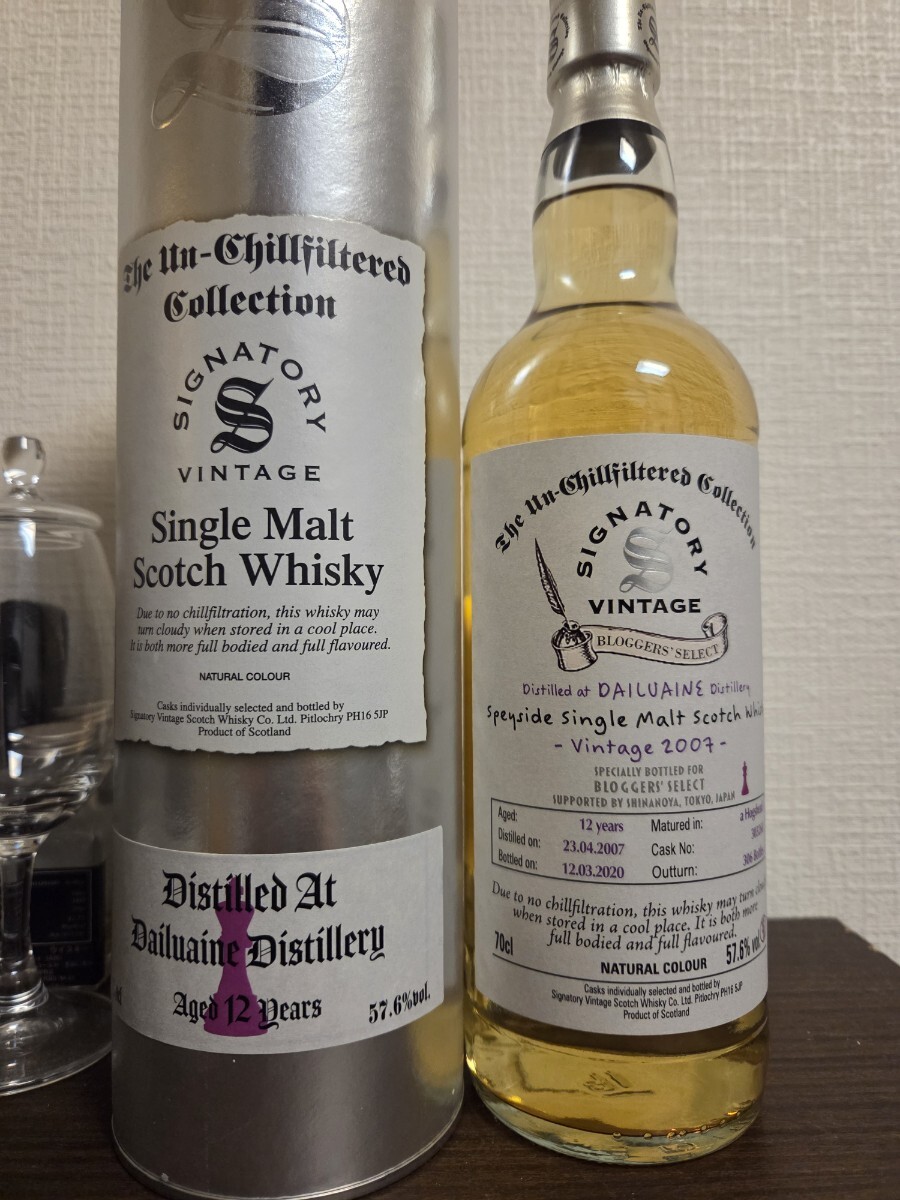 The Un-Chillfiltered
Collection
SIGNATORY
S
VINTAGE
Single Malt
Scotch Whisky
Due to no chillfiltration, this whisky may
turn cloudy when stored in a cool place.
It is both more full bodied and full flavoured.
NATURAL COLOUR
Casks individually selected and bottled by
Signatory Vintage Scotch Whisky Co. Ltd. Pitlochry PH16 5JP
Product of Scotland
Distilled At
Dailuaine Distillery
Aged 12 Years
57.6%vol.
The Un-Chillfiltered Collection
SIGNATORY
S
VINTAGE
BLOGGERS' SELECT
Distilled at DAILUAINE Distillery
Speyside Single Malt Scotch
- Vintage 2007 -
SPECIALLY BOTTLED FOR
BLOGGERS' SELECT
SUPPORTED BY SHINANOYA, TOKYO, JAPAN
Aged: 12 years Matured in: a
Distilled on: 23.04.2007 Cask No:
Bottled on: 12.03.2020 Outturn: 306
Due to no chillfiltration, this whisky may turn
when stored in a cool place. It is both more
full bodied and full flavoured.
70cl
NATURAL COLOUR
57.6% vol
Casks individually selected and bottled by
Signatory Vintage Scotch Whisky Co. Ltd. Pitlochry PH16 5JP
Product of Scotland